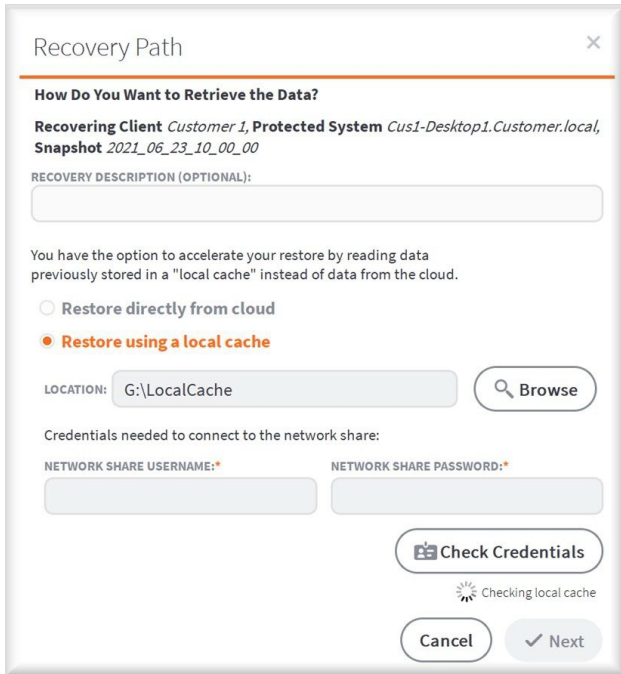 Recovery Path
How Do You Want to Retrieve the Data?
Recovering Client Customer 1, Protected System Cus1-Desktop1.Customer.local,
Snapshot 2021_06_23_10_00_00
RECOVERY DESCRIPTION (OPTIONAL):
You have the option to accelerate your restore by reading data
previously stored in a "local cache" instead of data from the cloud.
Restore directly from cloud
Restore using a local cache
LOCATION: G:\LocalCache Browse
Credentials needed to connect to the network share:
NETWORK SHARE USERNAME:* NETWORK SHARE PASSWORD:*
Check Credentials
Checking local cache
Cancel Next